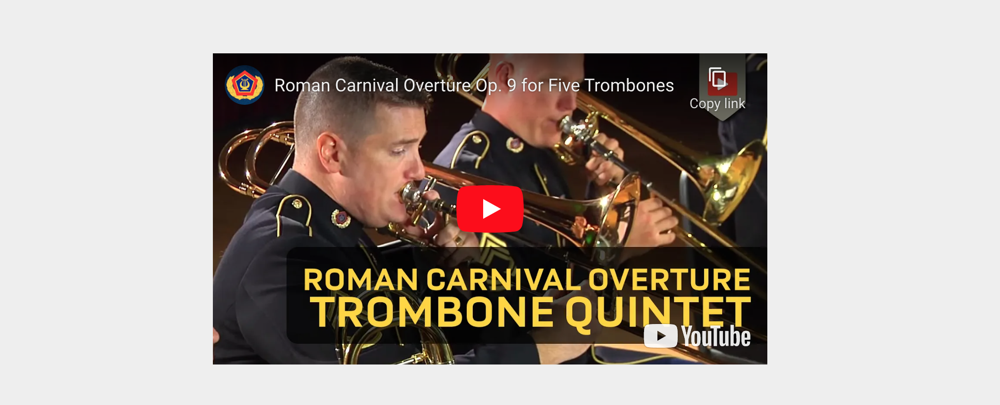 Roman Carnival Overture Op. 9 for Five Trombones
Copy link
ROMAN CARNIVAL OVERTURE
TROMBONE QUINTET
YouTube